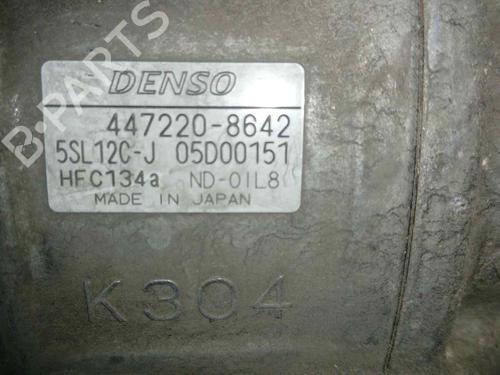 DENSO
447220-8642
5SL12C-J 05D00151
HFC134a ND-OIL8
MADE IN JAPAN
K304
B-PARTS